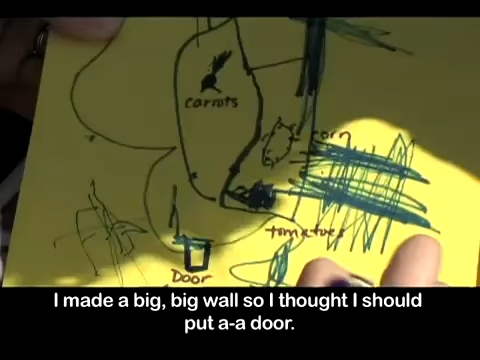 carrots
corn
tomatoes
Door
I made a big, big wall so I thought I should
put a-a door.